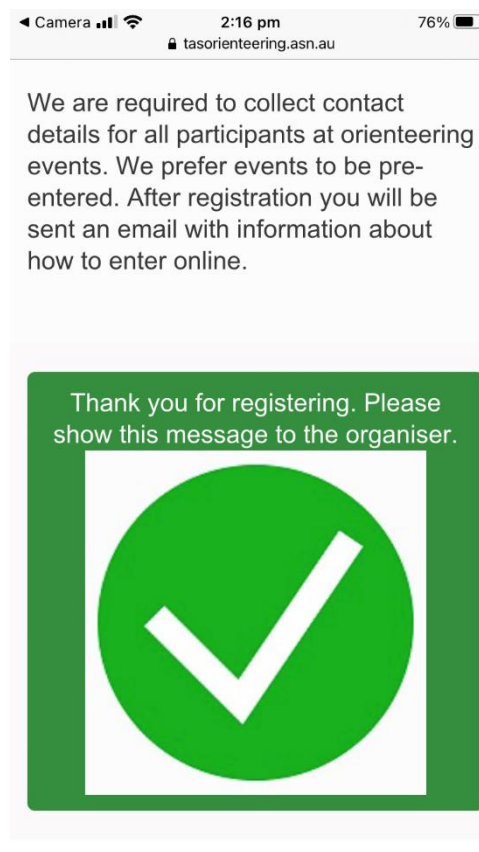 ◀ Camera 2:16 pm 76%
tasorienteering.asn.au
We are required to collect contact
details for all participants at orienteering
events. We prefer events to be pre-
entered. After registration you will be
sent an email with information about
how to enter online.
Thank you for registering. Please
show this message to the organiser.